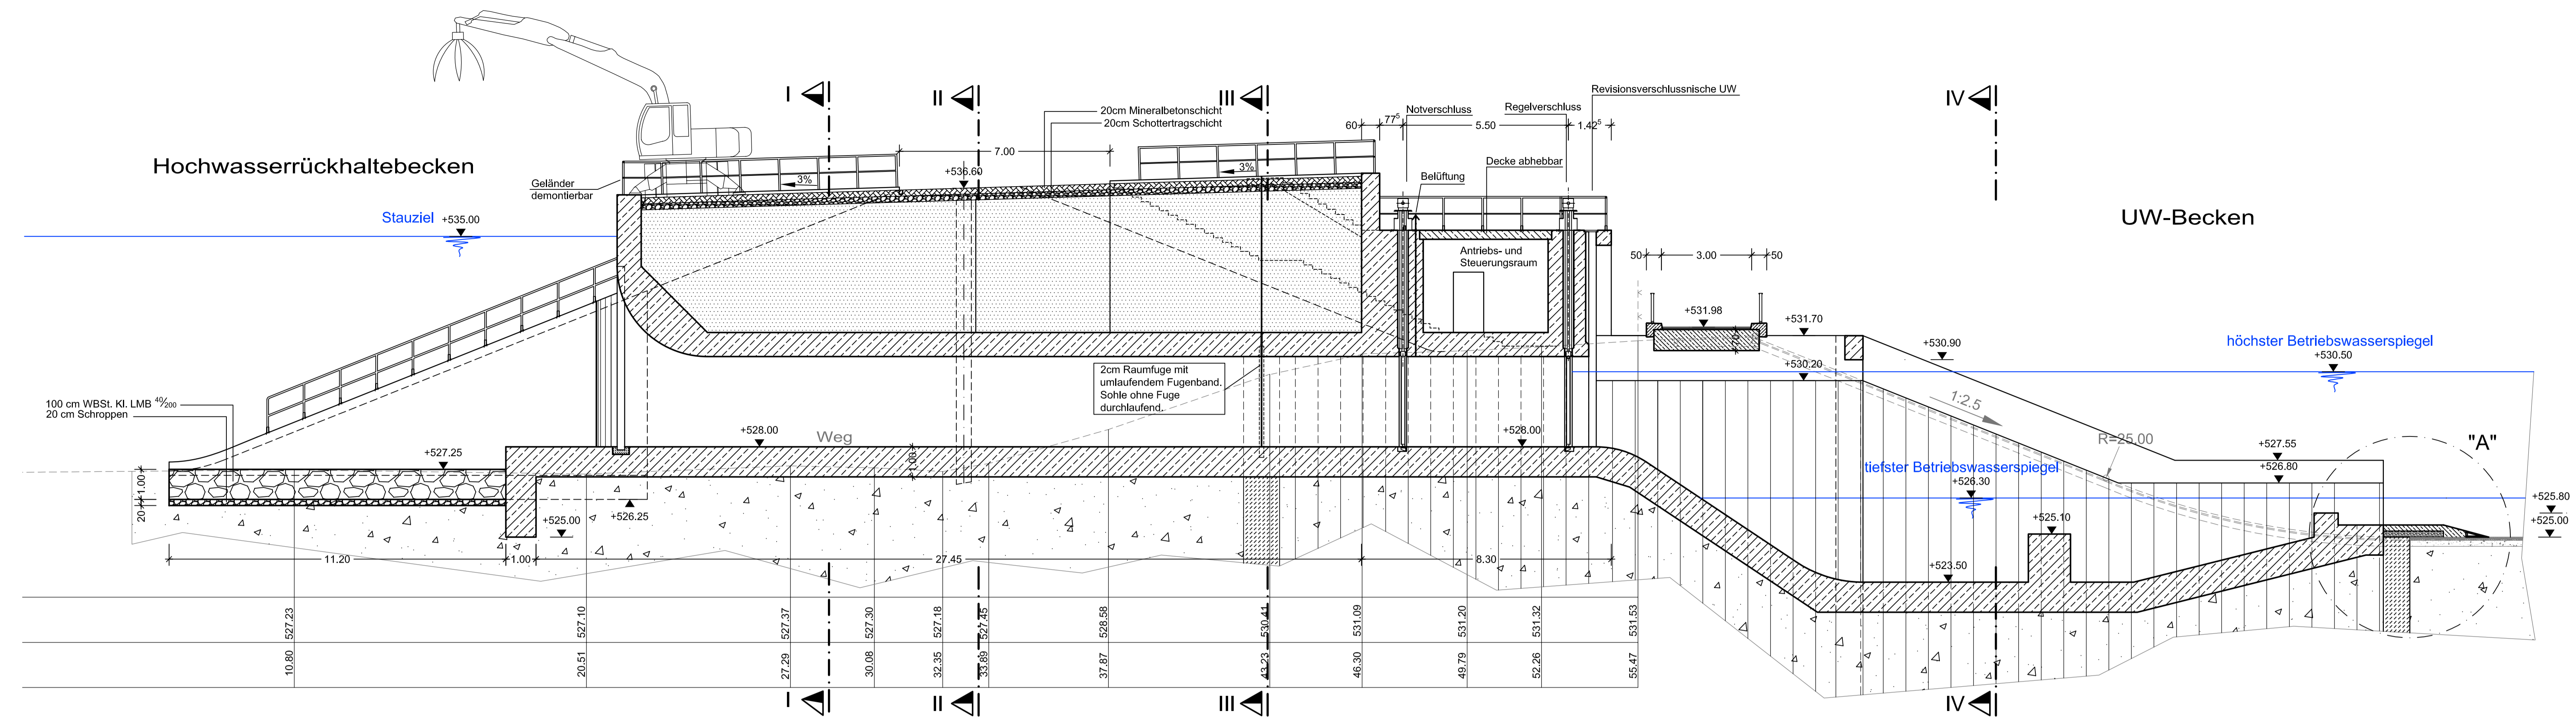 Hochwasserrückhaltebecken
UW-Becken
I
II
III
IV
Revisionsverschlussnische UW
Notverschluss
Regelverschluss
60
77⁵
5.50
1.42⁵
20cm Mineralbetonschicht
20cm Schottertragschicht
7.00
+536.60
3%
3%
Geländer
demontierbar
Decke abhebbar
Belüftung
Antriebs- und
Steuerungsraum
Stauziel
+535.00
50
3.00
50
+531.98
70
+531.70
+530.90
+530.20
höchster Betriebswasserspiegel
+530.50
2cm Raumfuge mit
umlaufendem Fugenband.
Sohle ohne Fuge
durchlaufend.
1:2.5
R=25.00
"A"
100 cm WBSt. Kl. LMB ⁴⁰/₂₀₀
20 cm Schroppen
+527.25
+528.00
Weg
1.00
+528.00
+527.55
+526.80
tiefster Betriebswasserspiegel
+526.30
1.00
20
+526.25
+525.00
+525.10
+525.80
+525.00
11.20
1.00
27.45
8.30
+523.50
527.23
527.10
527.37
527.30
527.18
527.45
528.58
530.41
531.09
531.20
531.32
531.53
10.80
20.51
27.29
30.08
32.35
33.89
37.87
43.23
46.30
49.79
52.26
55.47
I
II
III
IV